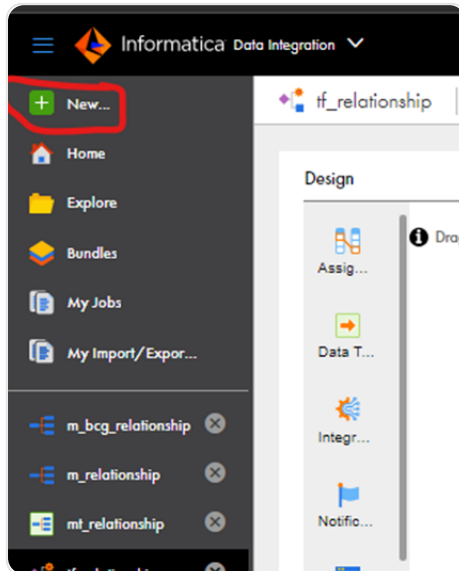 Informatica Data Integration
New...
Home
Explore
Bundles
My Jobs
My Import/Expor...
m_bcg_relationship
m_relationship
mt_relationship
tf_relationship
Design
Drag
Assig...
Data T...
Integr...
Notific...